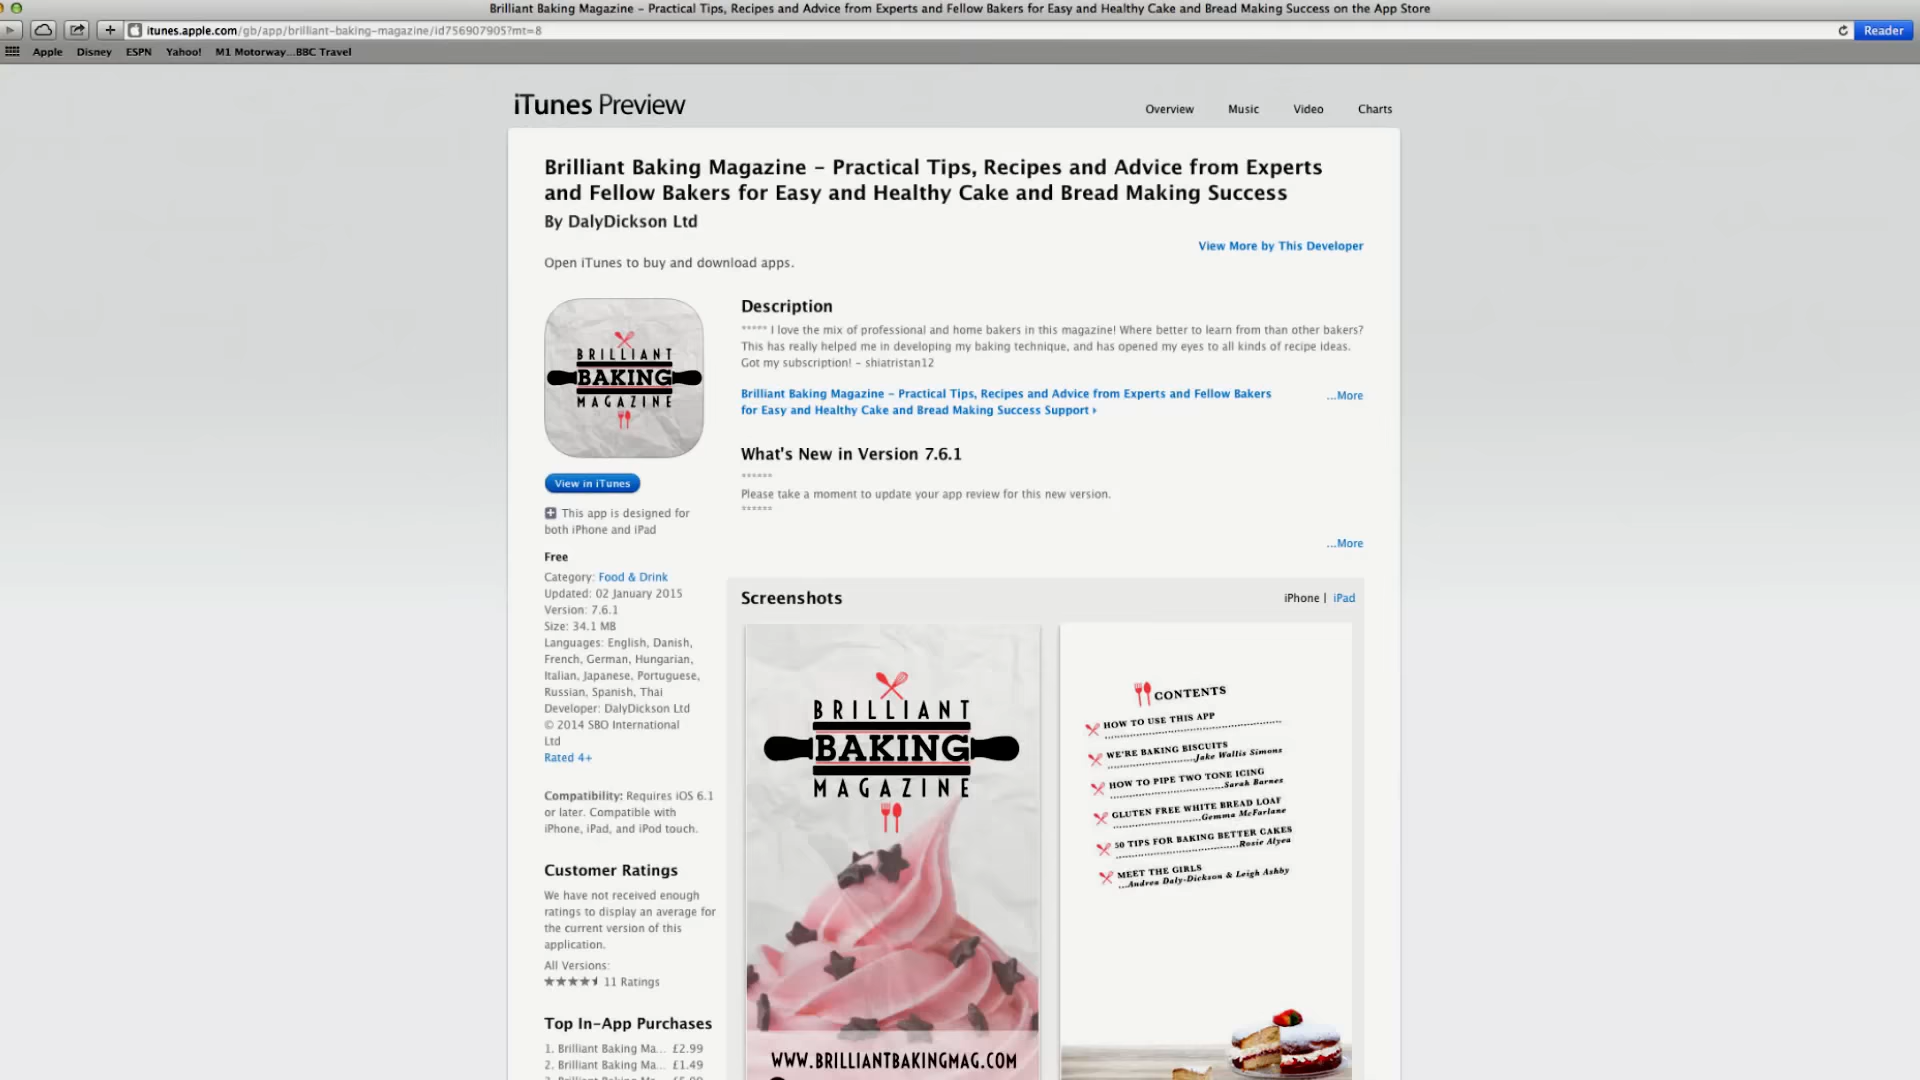 Brilliant Baking Magazine – Practical Tips, Recipes and Advice from Experts and Fellow Bakers for Easy and Healthy Cake and Bread Making Success on the App Store
itunes.apple.com/gb/app/brilliant-baking-magazine/id756907905?mt=8
Reader
Apple Disney ESPN Yahoo! M1 Motorway...BBC Travel
iTunes Preview
Overview Music Video Charts
Brilliant Baking Magazine – Practical Tips, Recipes and Advice from Experts
and Fellow Bakers for Easy and Healthy Cake and Bread Making Success
By DalyDickson Ltd
View More by This Developer
Open iTunes to buy and download apps.
BRILLIANT
BAKING
MAGAZINE
View in iTunes
This app is designed for
both iPhone and iPad
Free
Category: Food & Drink
Updated: 02 January 2015
Version: 7.6.1
Size: 34.1 MB
Languages: English, Danish,
French, German, Hungarian,
Italian, Japanese, Portuguese,
Russian, Spanish, Thai
Developer: DalyDickson Ltd
© 2014 SBO International
Ltd
Rated 4+
Compatibility: Requires iOS 6.1
or later. Compatible with
iPhone, iPad, and iPod touch.
Customer Ratings
We have not received enough
ratings to display an average for
the current version of this
application.
All Versions:
11 Ratings
Top In-App Purchases
1. Brilliant Baking Ma... £2.99
2. Brilliant Baking Ma... £1.49
Description
***** I love the mix of professional and home bakers in this magazine! Where better to learn from than other bakers?
This has really helped me in developing my baking technique, and has opened my eyes to all kinds of recipe ideas.
Got my subscription! – shiatristan12
Brilliant Baking Magazine – Practical Tips, Recipes and Advice from Experts and Fellow Bakers
for Easy and Healthy Cake and Bread Making Success Support
...More
What's New in Version 7.6.1
******
Please take a moment to update your app review for this new version.
******
...More
Screenshots
iPhone | iPad
BRILLIANT
BAKING
MAGAZINE
WWW.BRILLIANTBAKINGMAG.COM
CONTENTS
HOW TO USE THIS APP
WE'RE BAKING BISCUITS
Jake Wallis Simons
HOW TO PIPE TWO TONE ICING
Sarah Barnes
GLUTEN FREE WHITE BREAD LOAF
Gemma McFarlane
50 TIPS FOR BAKING BETTER CAKES
Rosie Alyea
MEET THE GIRLS
...Andrea Daly-Dickson & Leigh Ashby